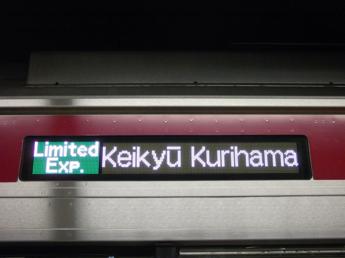 Limited
Exp.
Keikyū Kurihama